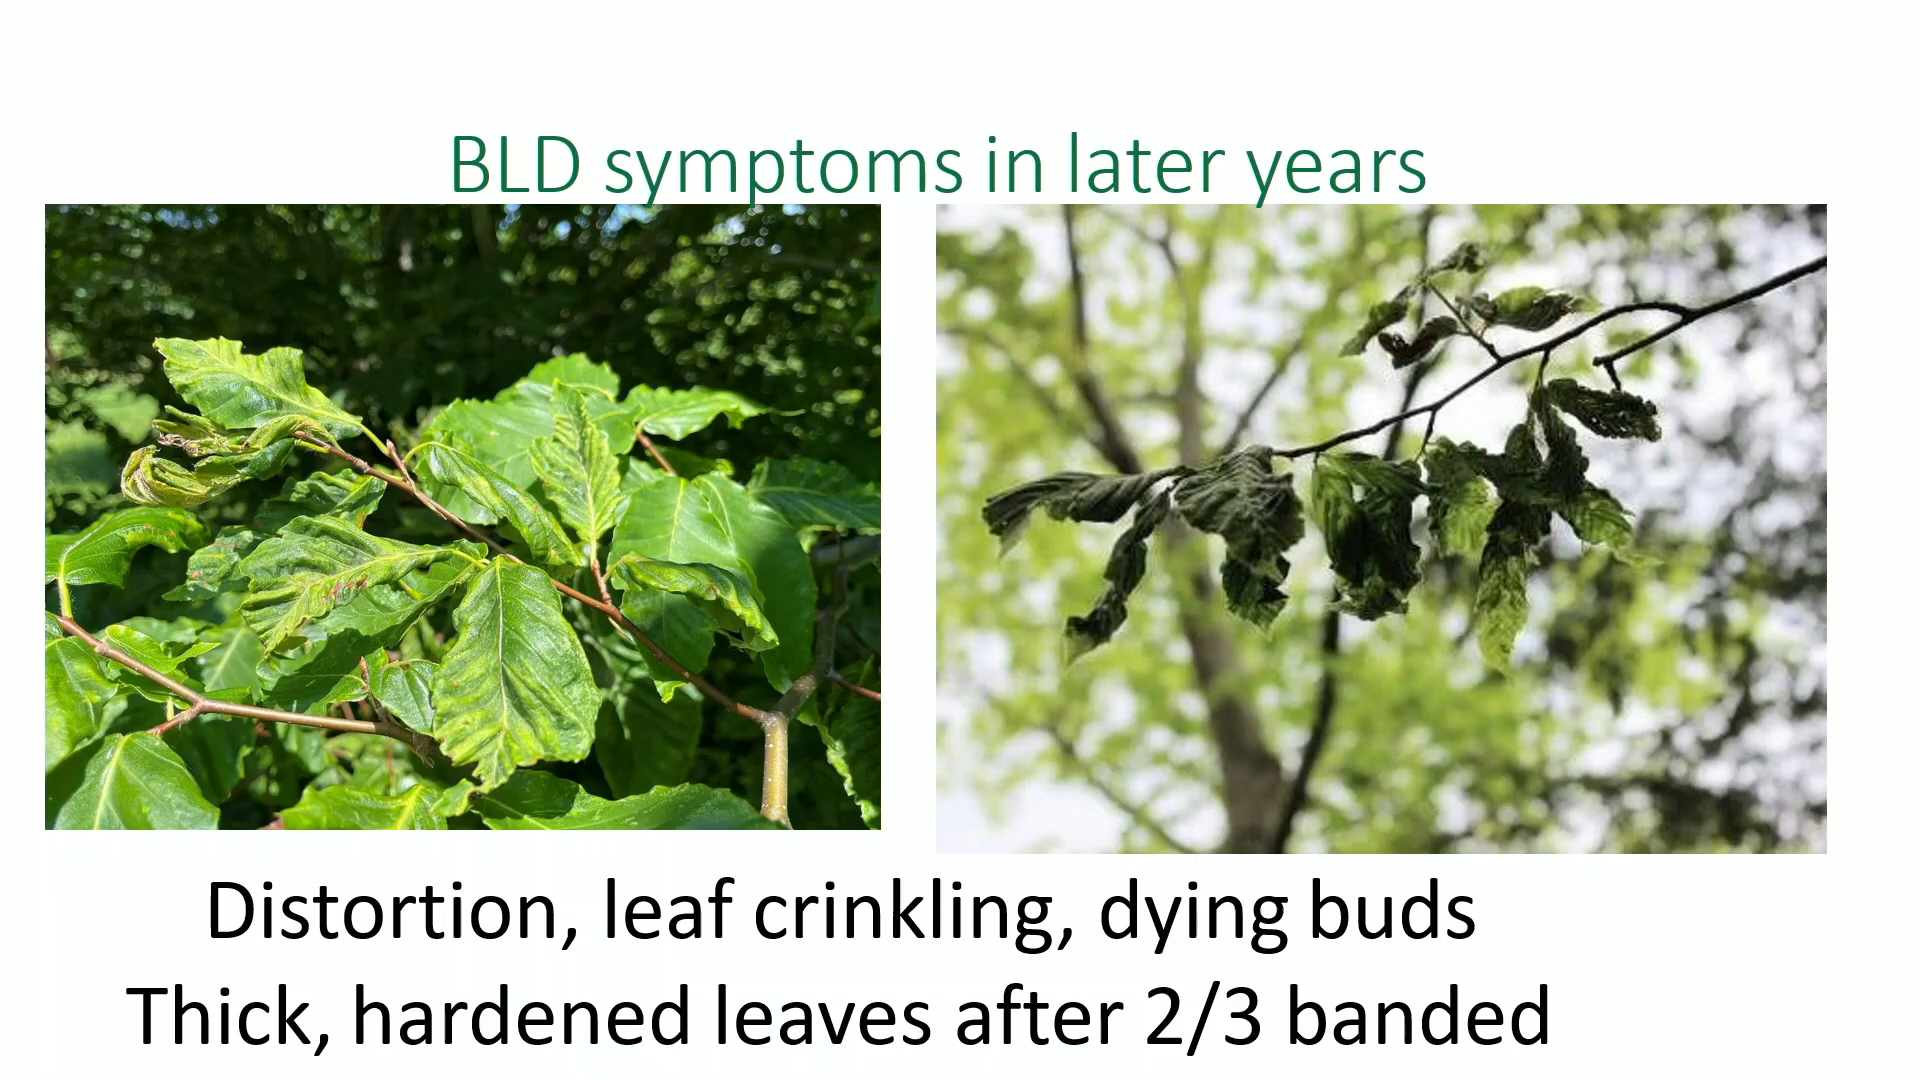 BLD symptoms in later years
Distortion, leaf crinkling, dying buds
Thick, hardened leaves after 2/3 banded